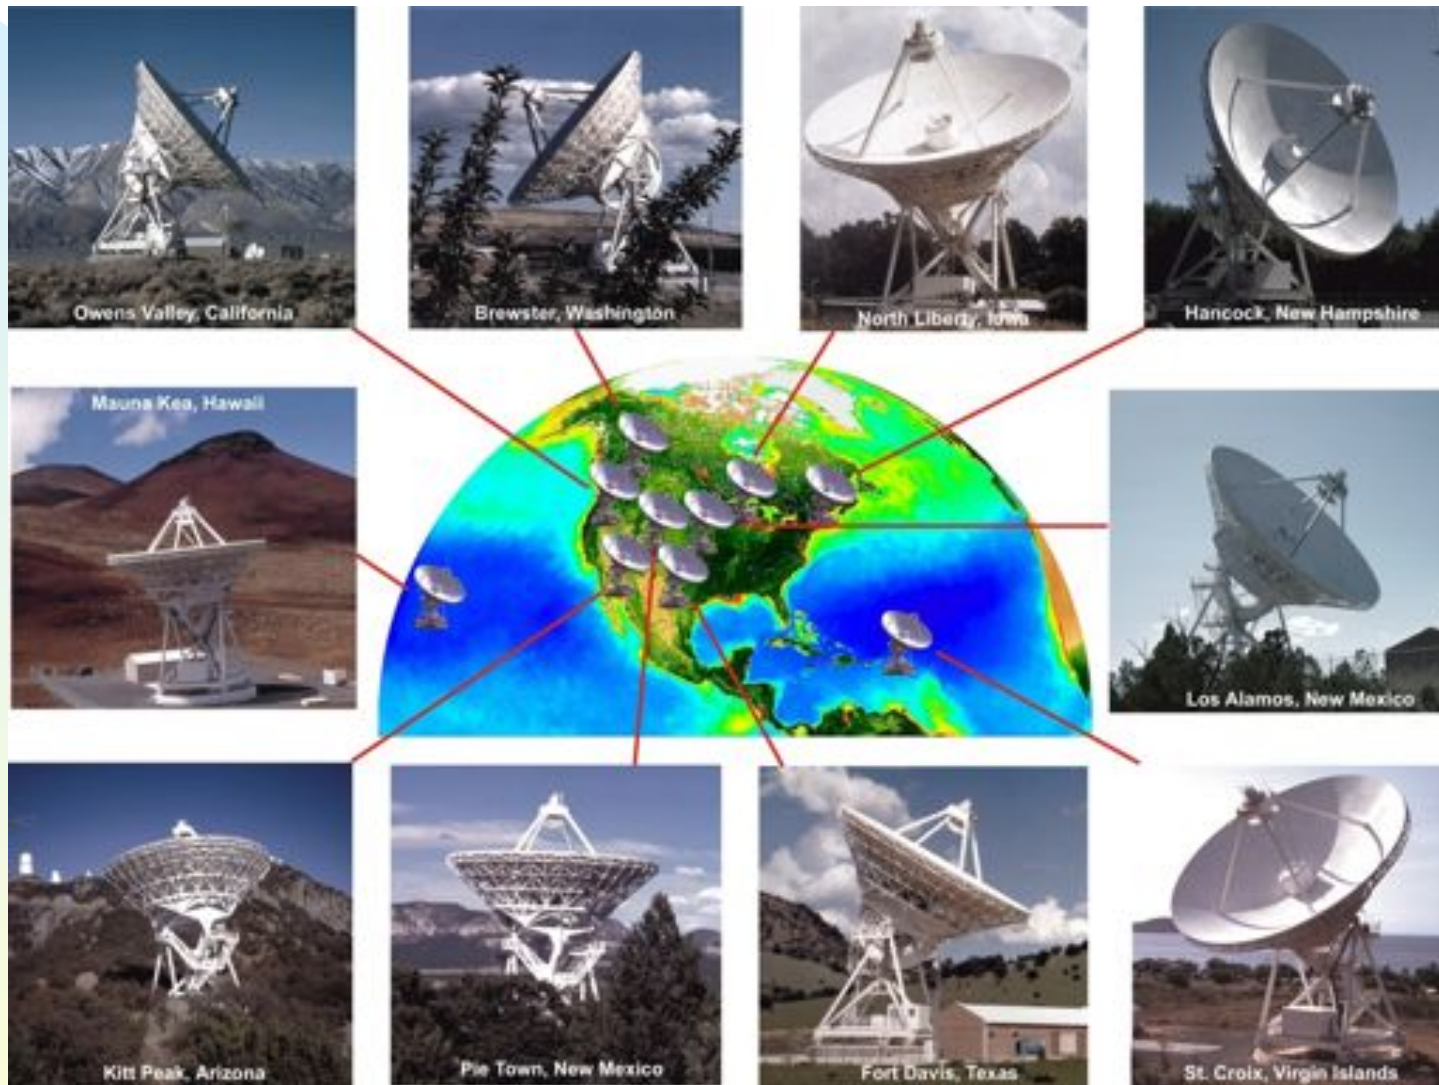 Owens Valley, California
Brewster, Washington
North Liberty, Iowa
Hancock, New Hampshire
Mauna Kea, Hawaii
Los Alamos, New Mexico
Kitt Peak, Arizona
Pie Town, New Mexico
Fort Davis, Texas
St. Croix, Virgin Islands